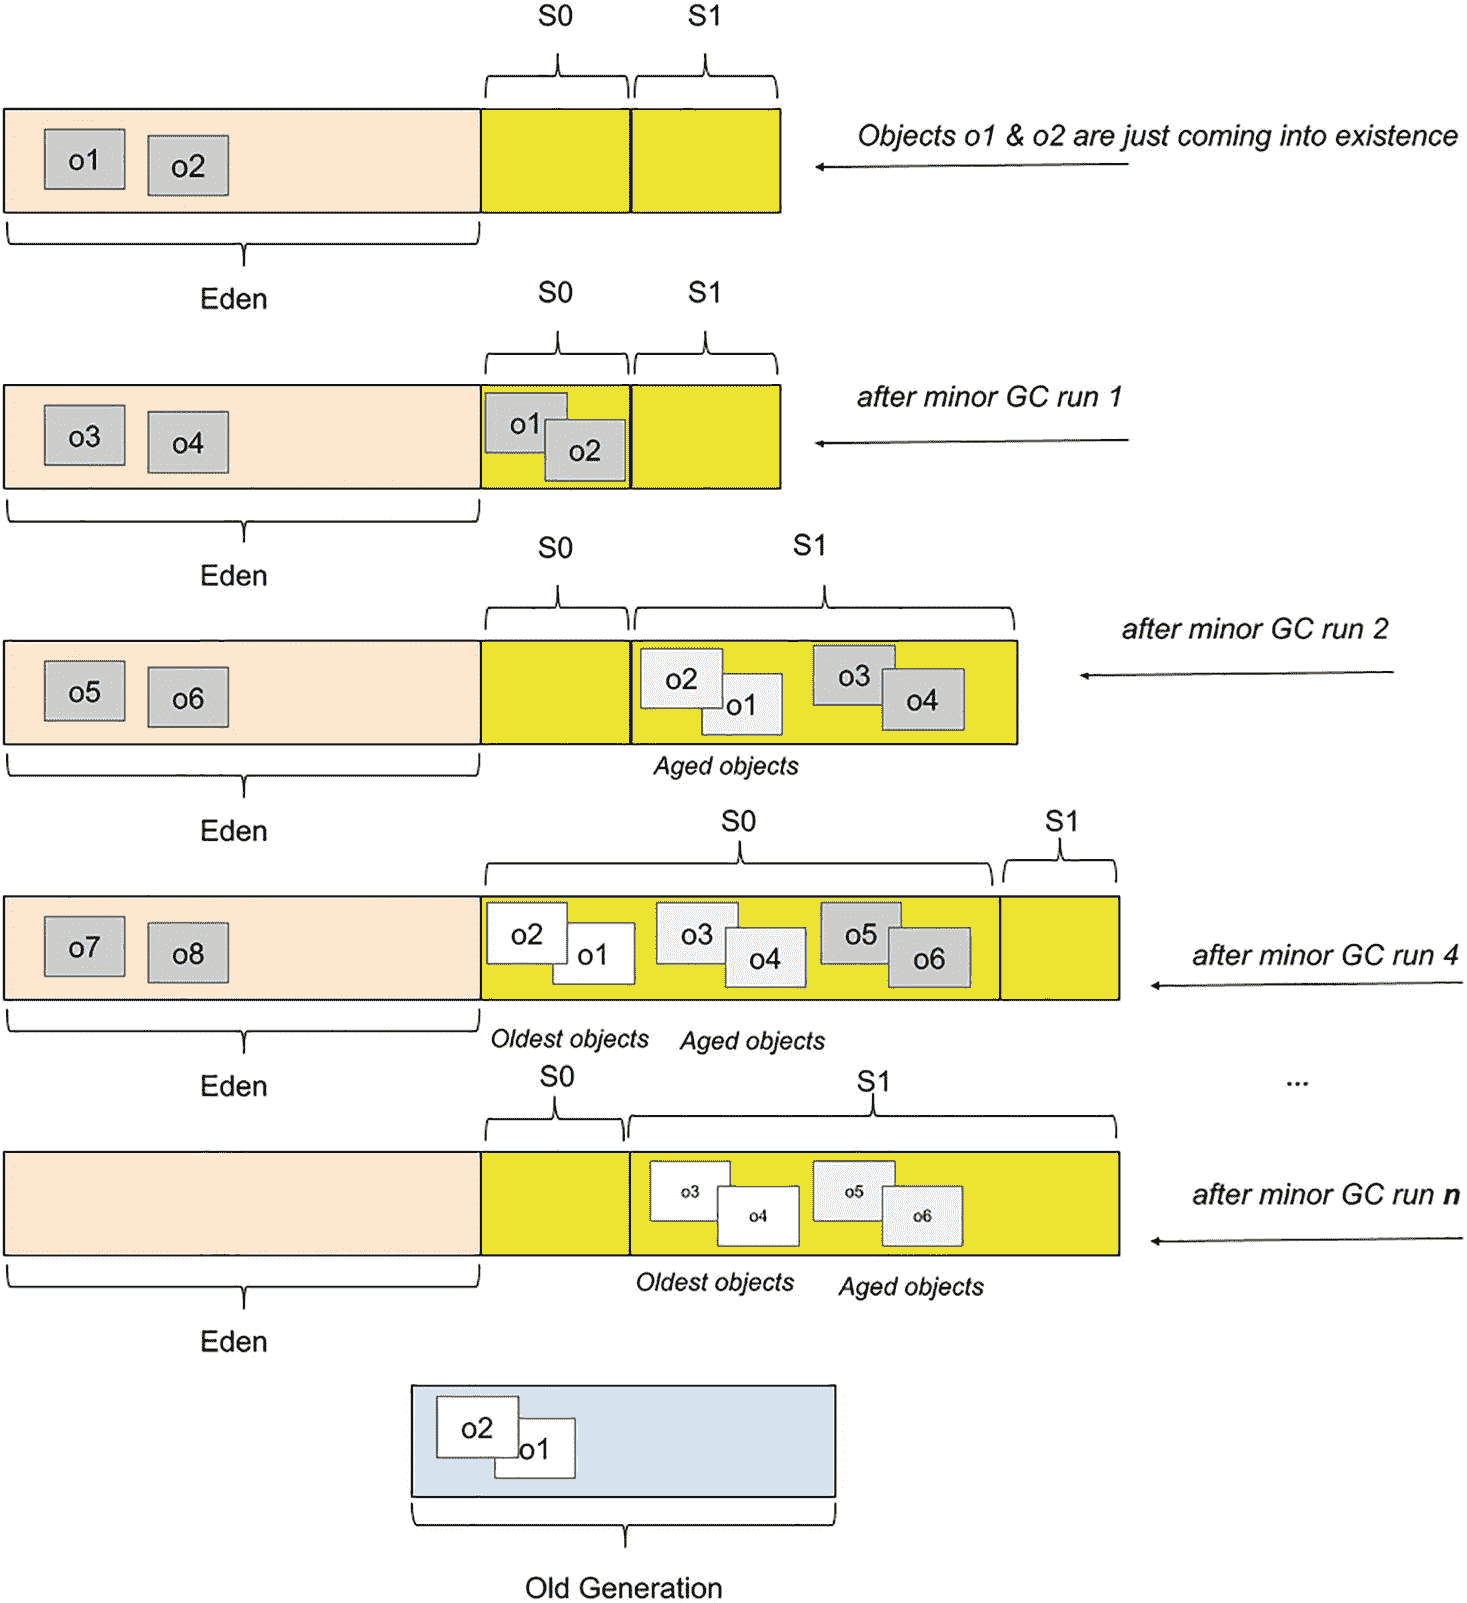 S0 S1
o1 o2
Objects o1 & o2 are just coming into existence
Eden
S0 S1
o3 o4 o1 o2
after minor GC run 1
Eden
S0 S1
o5 o6 o2 o1 o3 o4
after minor GC run 2
Aged objects
Eden
S0 S1
o7 o8 o2 o1 o3 o4 o5 o6
after minor GC run 4
Oldest objects Aged objects
Eden
...
S0 S1
o3 o4 o5 o6
after minor GC run n
Oldest objects Aged objects
Eden
o2 o1
Old Generation